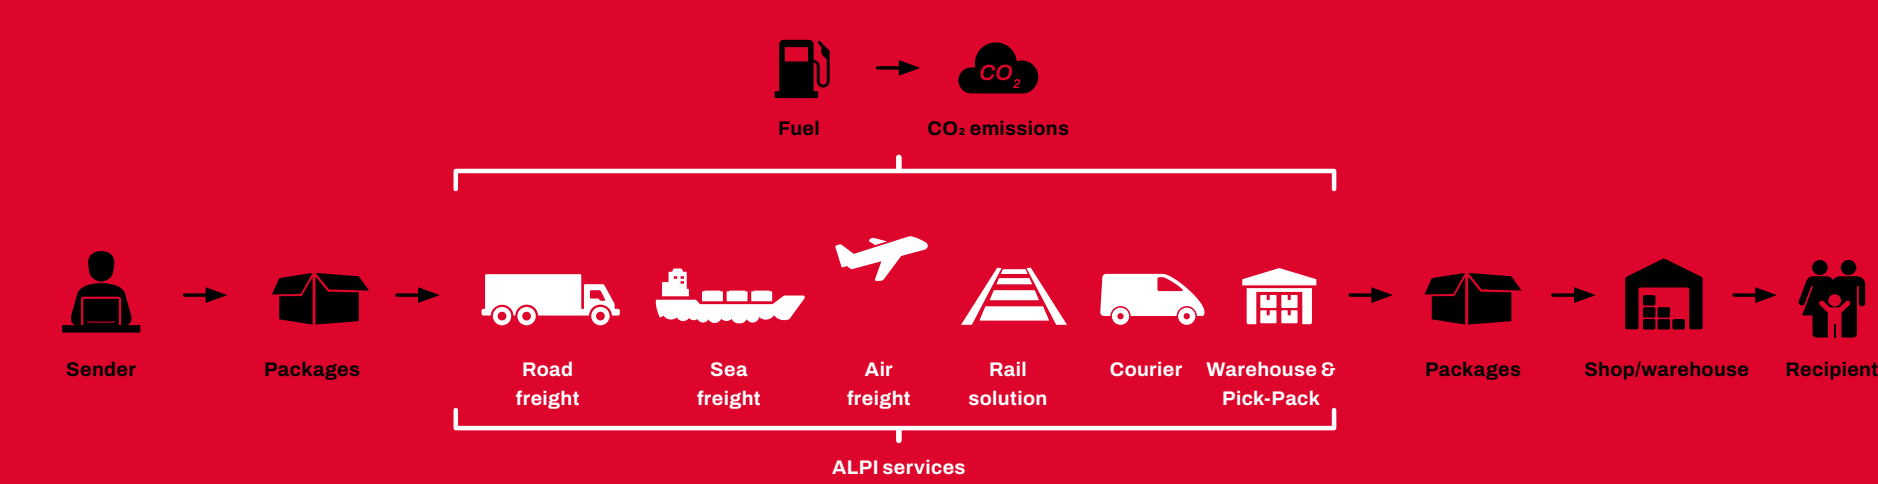 CO2
Fuel
CO₂ emissions
Sender
Packages
Road
freight
Sea
freight
Air
freight
Rail
solution
Courier
Warehouse &
Pick-Pack
Packages
Shop/warehouse
Recipient
ALPI services